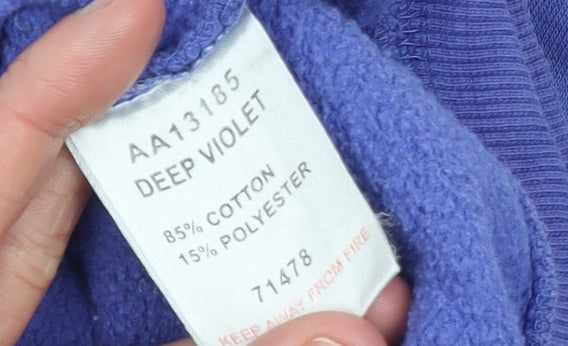 AA13185
DEEP VIOLET
85% COTTON
15% POLYESTER
71478
KEEP AWAY FROM FIRE